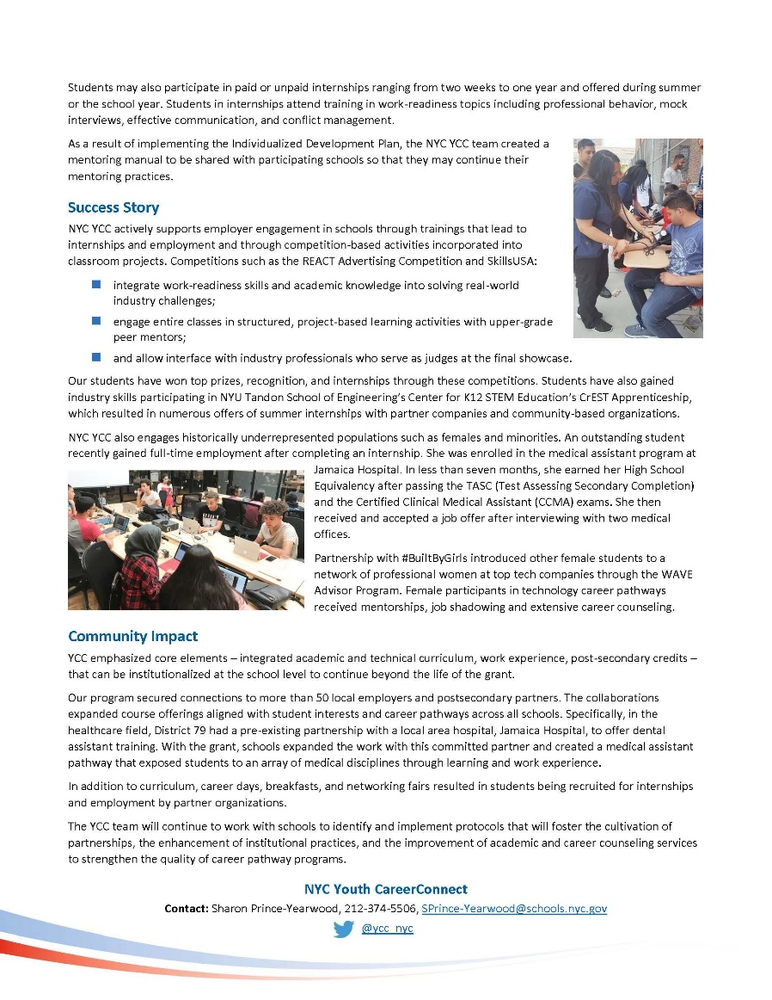 Students may also participate in paid or unpaid internships ranging from two weeks to one year and offered during summer
or the school year. Students in internships attend training in work-readiness topics including professional behavior, mock
interviews, effective communication, and conflict management.
As a result of implementing the Individualized Development Plan, the NYC YCC team created a
mentoring manual to be shared with participating schools so that they may continue their
mentoring practices.
Success Story
NYC YCC actively supports employer engagement in schools through trainings that lead to
internships and employment and through competition-based activities incorporated into
classroom projects. Competitions such as the REACT Advertising Competition and SkillsUSA:
integrate work-readiness skills and academic knowledge into solving real-world
industry challenges;
engage entire classes in structured, project-based learning activities with upper-grade
peer mentors;
and allow interface with industry professionals who serve as judges at the final showcase.
Our students have won top prizes, recognition, and internships through these competitions. Students have also gained
industry skills participating in NYU Tandon School of Engineering's Center for K12 STEM Education's CrEST Apprenticeship,
which resulted in numerous offers of summer internships with partner companies and community-based organizations.
NYC YCC also engages historically underrepresented populations such as females and minorities. An outstanding student
recently gained full-time employment after completing an internship. She was enrolled in the medical assistant program at
Jamaica Hospital. In less than seven months, she earned her High School
Equivalency after passing the TASC (Test Assessing Secondary Completion)
and the Certified Clinical Medical Assistant (CCMA) exams. She then
received and accepted a job offer after interviewing with two medical
offices.
Partnership with #BuiltByGirls introduced other female students to a
network of professional women at top tech companies through the WAVE
Advisor Program. Female participants in technology career pathways
received mentorships, job shadowing and extensive career counseling.
Community Impact
YCC emphasized core elements – integrated academic and technical curriculum, work experience, post-secondary credits –
that can be institutionalized at the school level to continue beyond the life of the grant.
Our program secured connections to more than 50 local employers and postsecondary partners. The collaborations
expanded course offerings aligned with student interests and career pathways across all schools. Specifically, in the
healthcare field, District 79 had a pre-existing partnership with a local area hospital, Jamaica Hospital, to offer dental
assistant training. With the grant, schools expanded the work with this committed partner and created a medical assistant
pathway that exposed students to an array of medical disciplines through learning and work experience.
In addition to curriculum, career days, breakfasts, and networking fairs resulted in students being recruited for internships
and employment by partner organizations.
The YCC team will continue to work with schools to identify and implement protocols that will foster the cultivation of
partnerships, the enhancement of institutional practices, and the improvement of academic and career counseling services
to strengthen the quality of career pathway programs.
NYC Youth CareerConnect
Contact: Sharon Prince-Yearwood, 212-374-5506, SPrince-Yearwood@schools.nyc.gov
@ycc_nyc